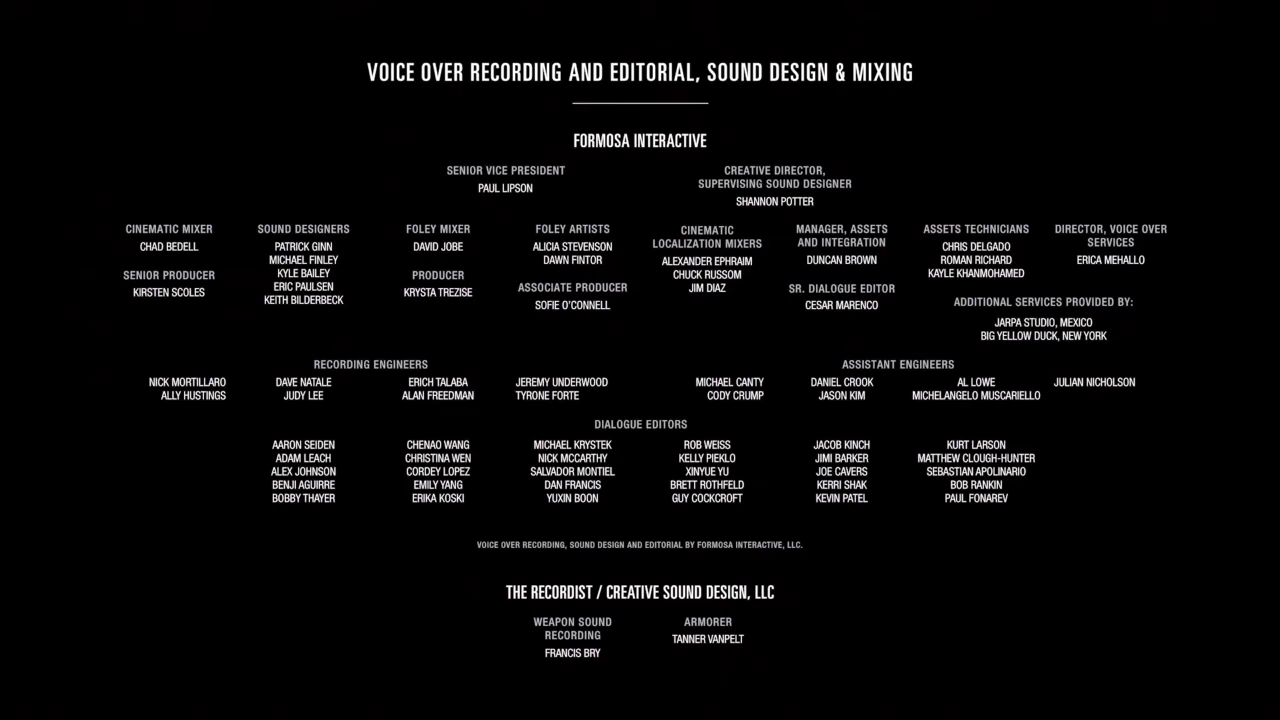 VOICE OVER RECORDING AND EDITORIAL, SOUND DESIGN & MIXING
FORMOSA INTERACTIVE
SENIOR VICE PRESIDENT
PAUL LIPSON
CREATIVE DIRECTOR,
SUPERVISING SOUND DESIGNER
SHANNON POTTER
CINEMATIC MIXER
CHAD BEDELL
SENIOR PRODUCER
KIRSTEN SCOLES
SOUND DESIGNERS
PATRICK GINN
MICHAEL FINLEY
KYLE BAILEY
ERIC PAULSEN
KEITH BILDERBECK
FOLEY MIXER
DAVID JOBE
PRODUCER
KRYSTA TREZISE
FOLEY ARTISTS
ALICIA STEVENSON
DAWN FINTOR
ASSOCIATE PRODUCER
SOFIE O'CONNELL
CINEMATIC
LOCALIZATION MIXERS
ALEXANDER EPHRAIM
CHUCK RUSSOM
JIM DIAZ
MANAGER, ASSETS
AND INTEGRATION
DUNCAN BROWN
SR. DIALOGUE EDITOR
CESAR MARENCO
ASSETS TECHNICIANS
CHRIS DELGADO
ROMAN RICHARD
KAYLE KHANMOHAMED
DIRECTOR, VOICE OVER
SERVICES
ERICA MEHALLO
ADDITIONAL SERVICES PROVIDED BY:
JARPA STUDIO, MEXICO
BIG YELLOW DUCK, NEW YORK
RECORDING ENGINEERS
NICK MORTILLARO
ALLY HUSTINGS
DAVE NATALE
JUDY LEE
ERICH TALABA
ALAN FREEDMAN
JEREMY UNDERWOOD
TYRONE FORTE
ASSISTANT ENGINEERS
MICHAEL CANTY
CODY CRUMP
DANIEL CROOK
JASON KIM
AL LOWE
MICHELANGELO MUSCARIELLO
JULIAN NICHOLSON
DIALOGUE EDITORS
AARON SEIDEN
ADAM LEACH
ALEX JOHNSON
BENJI AGUIRRE
BOBBY THAYER
CHENAO WANG
CHRISTINA WEN
CORDEY LOPEZ
EMILY YANG
ERIKA KOSKI
MICHAEL KRYSTEK
NICK MCCARTHY
SALVADOR MONTIEL
DAN FRANCIS
YUXIN BOON
ROB WEISS
KELLY PIEKLO
XINYUE YU
BRETT ROTHFELD
GUY COCKCROFT
JACOB KINCH
JIMI BARKER
JOE CAVERS
KERRI SHAK
KEVIN PATEL
KURT LARSON
MATTHEW CLOUGH-HUNTER
SEBASTIAN APOLINARIO
BOB RANKIN
PAUL FONAREV
VOICE OVER RECORDING, SOUND DESIGN AND EDITORIAL BY FORMOSA INTERACTIVE, LLC.
THE RECORDIST / CREATIVE SOUND DESIGN, LLC
WEAPON SOUND
RECORDING
FRANCIS BRY
ARMORER
TANNER VANPELT